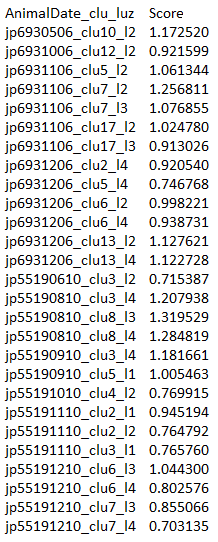 AnimalDate_clu_luz Score
jp6930506_clu10_l2 1.172520
jp6931006_clu12_l2 0.921599
jp6931106_clu5_l2 1.061344
jp6931106_clu7_l2 1.256811
jp6931106_clu7_l3 1.076855
jp6931106_clu17_l2 1.024780
jp6931106_clu17_l3 0.913026
jp6931206_clu2_l4 0.920540
jp6931206_clu5_l4 0.746768
jp6931206_clu6_l2 0.998221
jp6931206_clu6_l4 0.938731
jp6931206_clu13_l2 1.127621
jp6931206_clu13_l4 1.122728
jp55190610_clu3_l2 0.715387
jp55190810_clu3_l4 1.207938
jp55190810_clu8_l3 1.319529
jp55190810_clu8_l4 1.284819
jp55190910_clu3_l4 1.181661
jp55190910_clu5_l1 1.005463
jp55191010_clu4_l2 0.769915
jp55191110_clu2_l1 0.945194
jp55191110_clu2_l2 0.764792
jp55191110_clu3_l1 0.765760
jp55191210_clu6_l3 1.044300
jp55191210_clu6_l4 0.802576
jp55191210_clu7_l3 0.855066
jp55191210_clu7_l4 0.703135